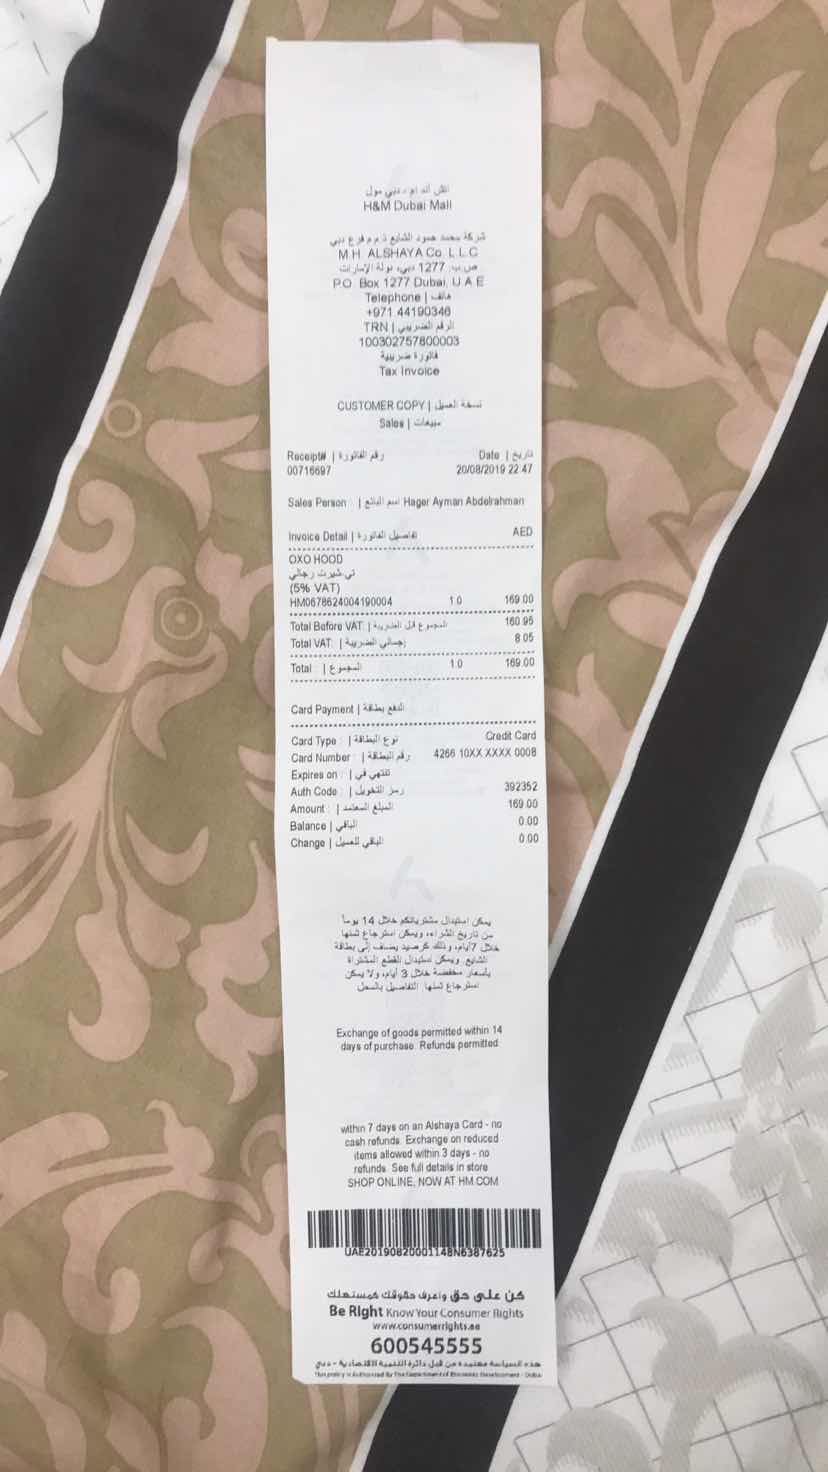 اتش أند ام - دبي مول
H&M Dubai Mall
شركة محمد حمود الشايع ذ.م.م فرع دبي
M.H. ALSHAYA Co. L.L.C
ص.ب. 1277 دبي، دولة الإمارات
P.O. Box 1277 Dubai, U.A.E
Telephone | هاتف
+971 44190346
TRN | الرقم الضريبي
100302757800003
فاتورة ضريبية
Tax Invoice
CUSTOMER COPY | نسخة العميل
Sales | مبيعات
Receipt# | رقم الفاتورة Date | تاريخ
00716697 20/08/2019 22:47
Sales Person: | اسم البائع Hager Ayman Abdelrahman
Invoice Detail | تفاصيل الفاتورة AED
OXO HOOD
تي شيرت رجالي
(5% VAT)
HM0678624004190004 1.0 169.00
Total Before VAT: | المجموع قبل الضريبة 160.95
Total VAT: | إجمالي الضريبة 8.05
Total : | المجموع 1.0 169.00
Card Payment | الدفع بطاقة
Card Type : | نوع البطاقة Credit Card
Card Number : | رقم البطاقة 4266 10XX XXXX 0008
Expires on : | تنتهي في
Auth Code : | رمز التخويل 392352
Amount : | المبلغ المعتمد 169.00
Balance | الباقي 0.00
Change | الباقي للعميل 0.00
يمكن استبدال مشترياتكم خلال 14 يوماً
من تاريخ الشراء، ويمكن استرجاع ثمنها
خلال 7أيام، وذلك كرصيد يضاف إلى بطاقة
الشايع. ويمكن استبدال القطع المشتراة
بأسعار مخفضة خلال 3 أيام، ولا يمكن
استرجاع ثمنها. التفاصيل بالمحل
Exchange of goods permitted within 14
days of purchase. Refunds permitted
within 7 days on an Alshaya Card - no
cash refunds. Exchange on reduced
items allowed within 3 days - no
refunds. See full details in store
SHOP ONLINE, NOW AT HM.COM
UAE20190820001148N6387625
كن على حق واعرف حقوقك كمستهلك
Be Right Know Your Consumer Rights
www.consumerrights.ae
600545555
هذه السياسة معتمدة من قبل دائرة التنمية الاقتصادية - دبي
This policy is Authorized By The Department of Economic Development - Dubai